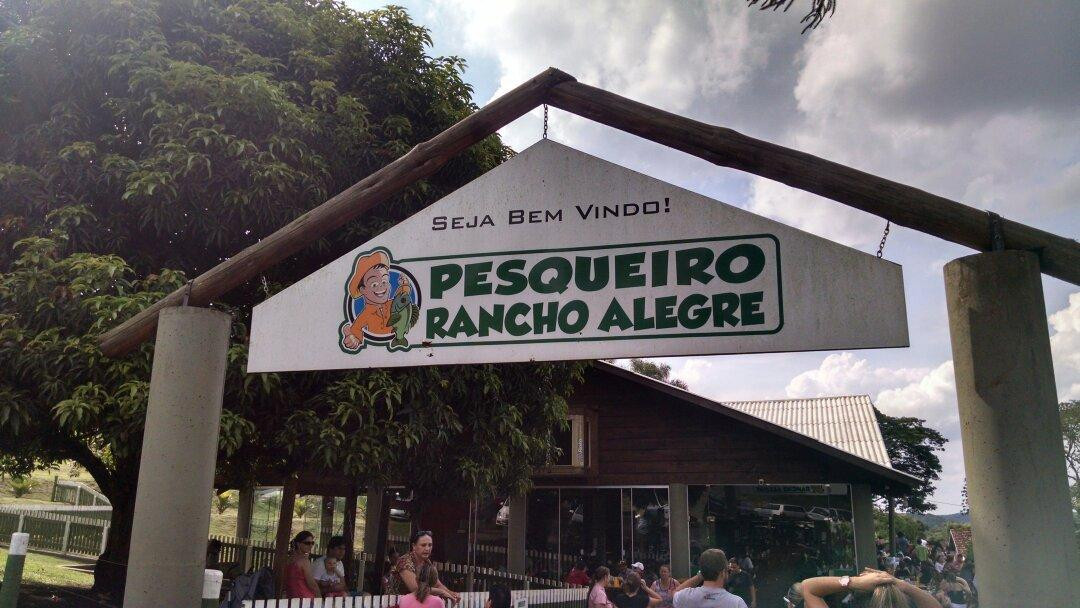 Seja Bem Vindo!
PESQUEIRO
RANCHO ALEGRE